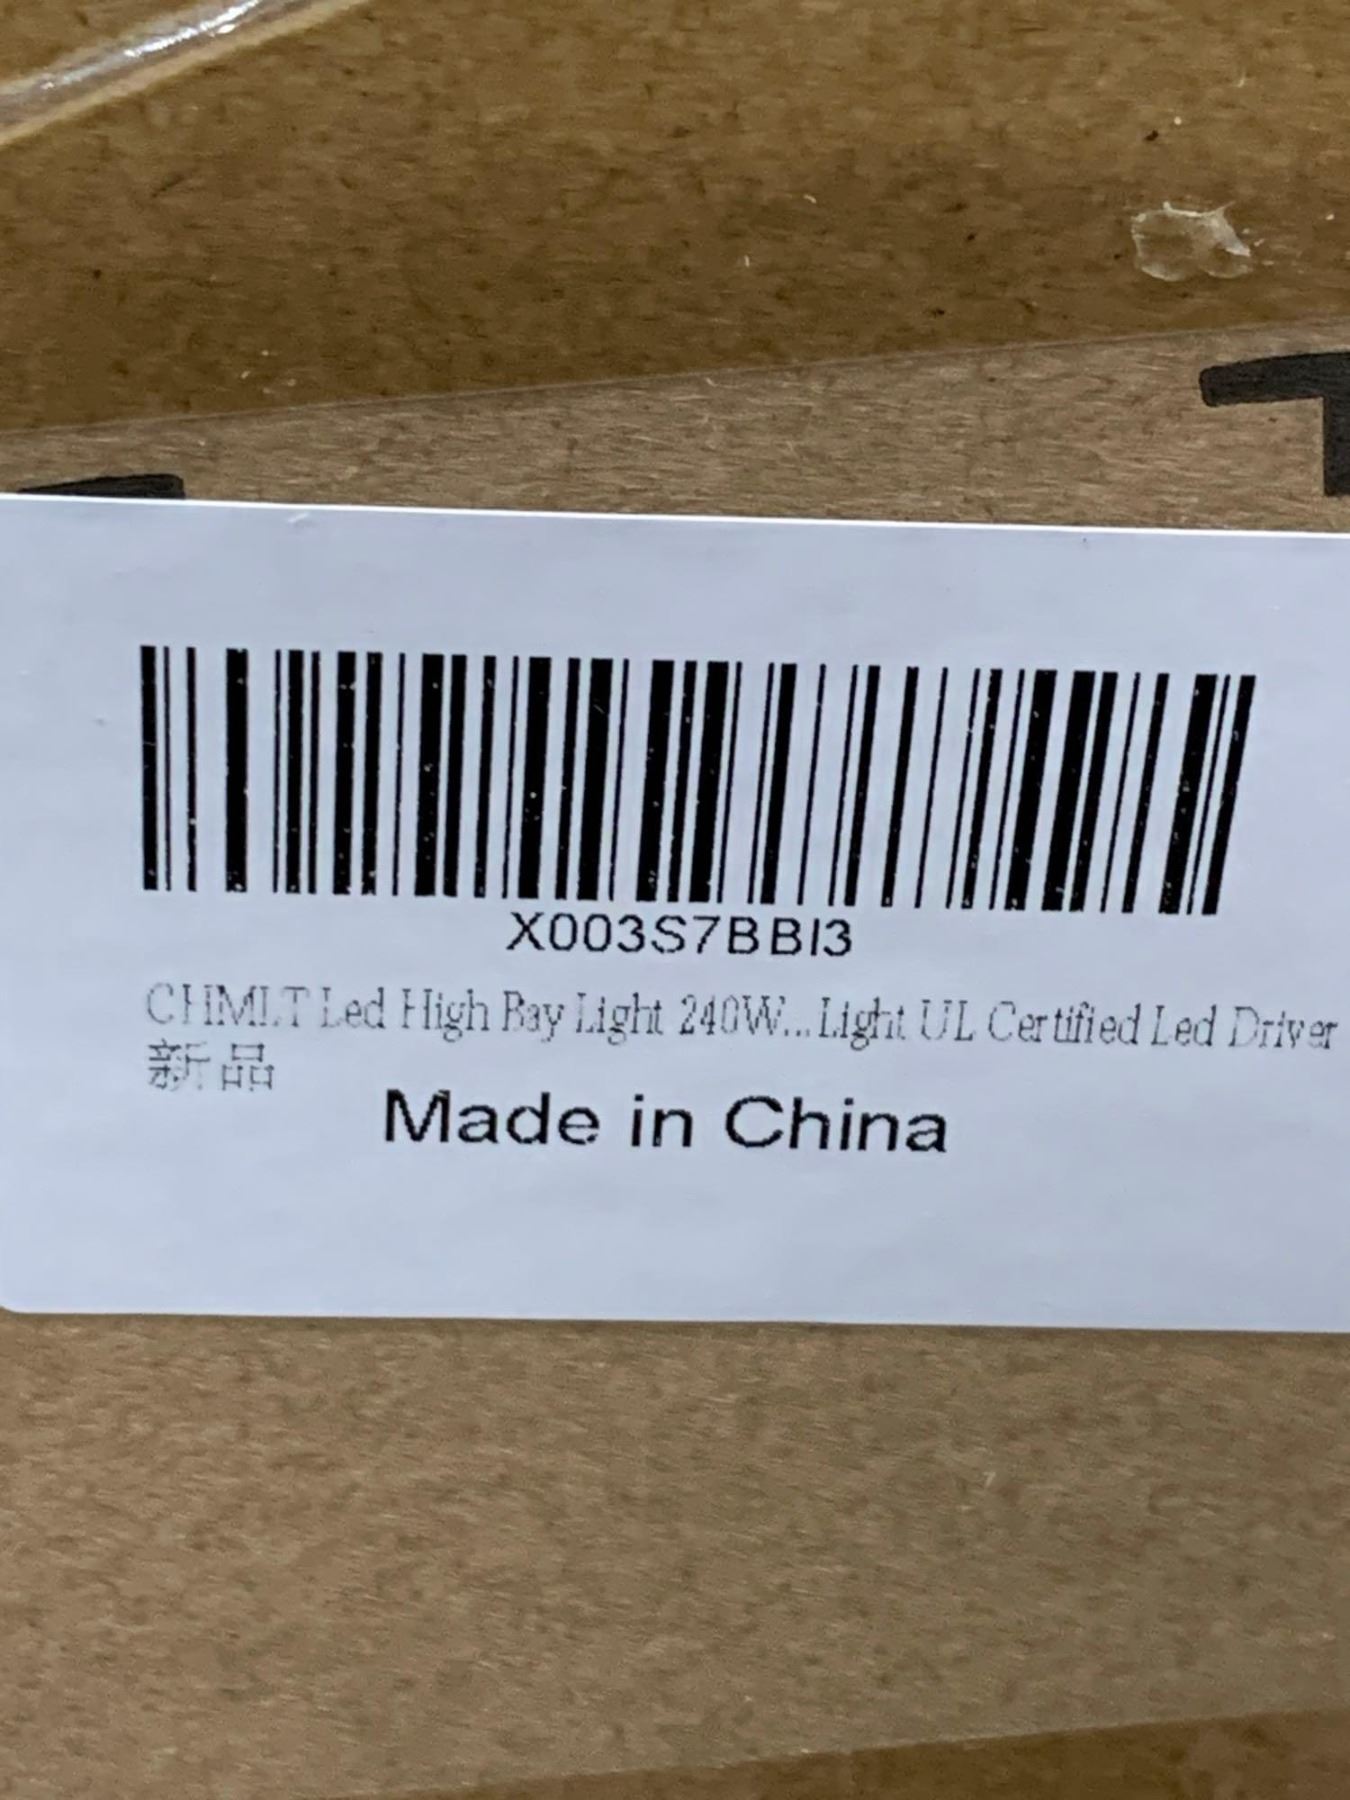 X003S7BBI3
CHMLT Led High Bay Light 240W... Light UL Certified Led Driver
新品
Made in China